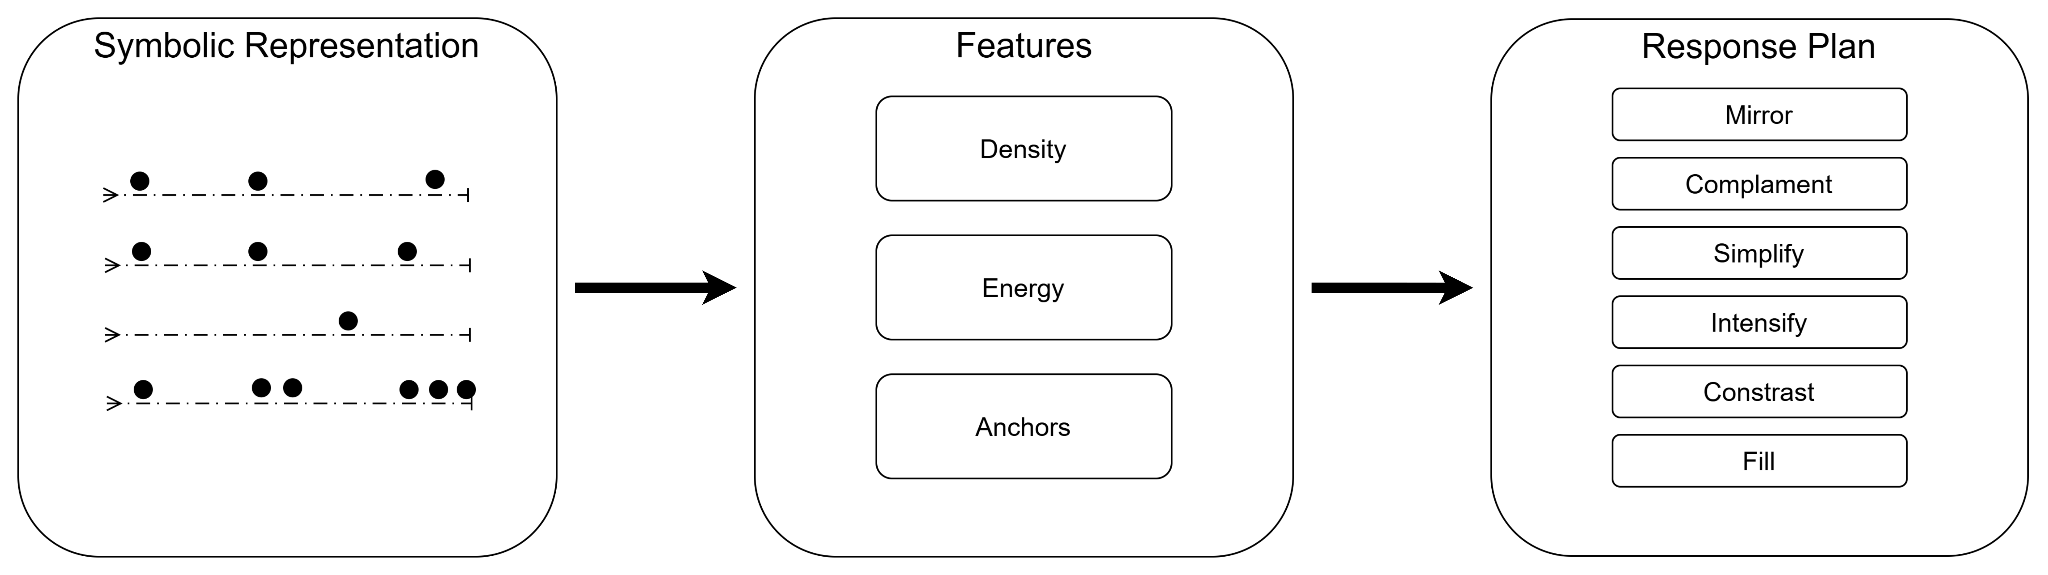 Symbolic Representation
Features
Density
Energy
Anchors
Response Plan
Mirror
Complament
Simplify
Intensify
Constrast
Fill